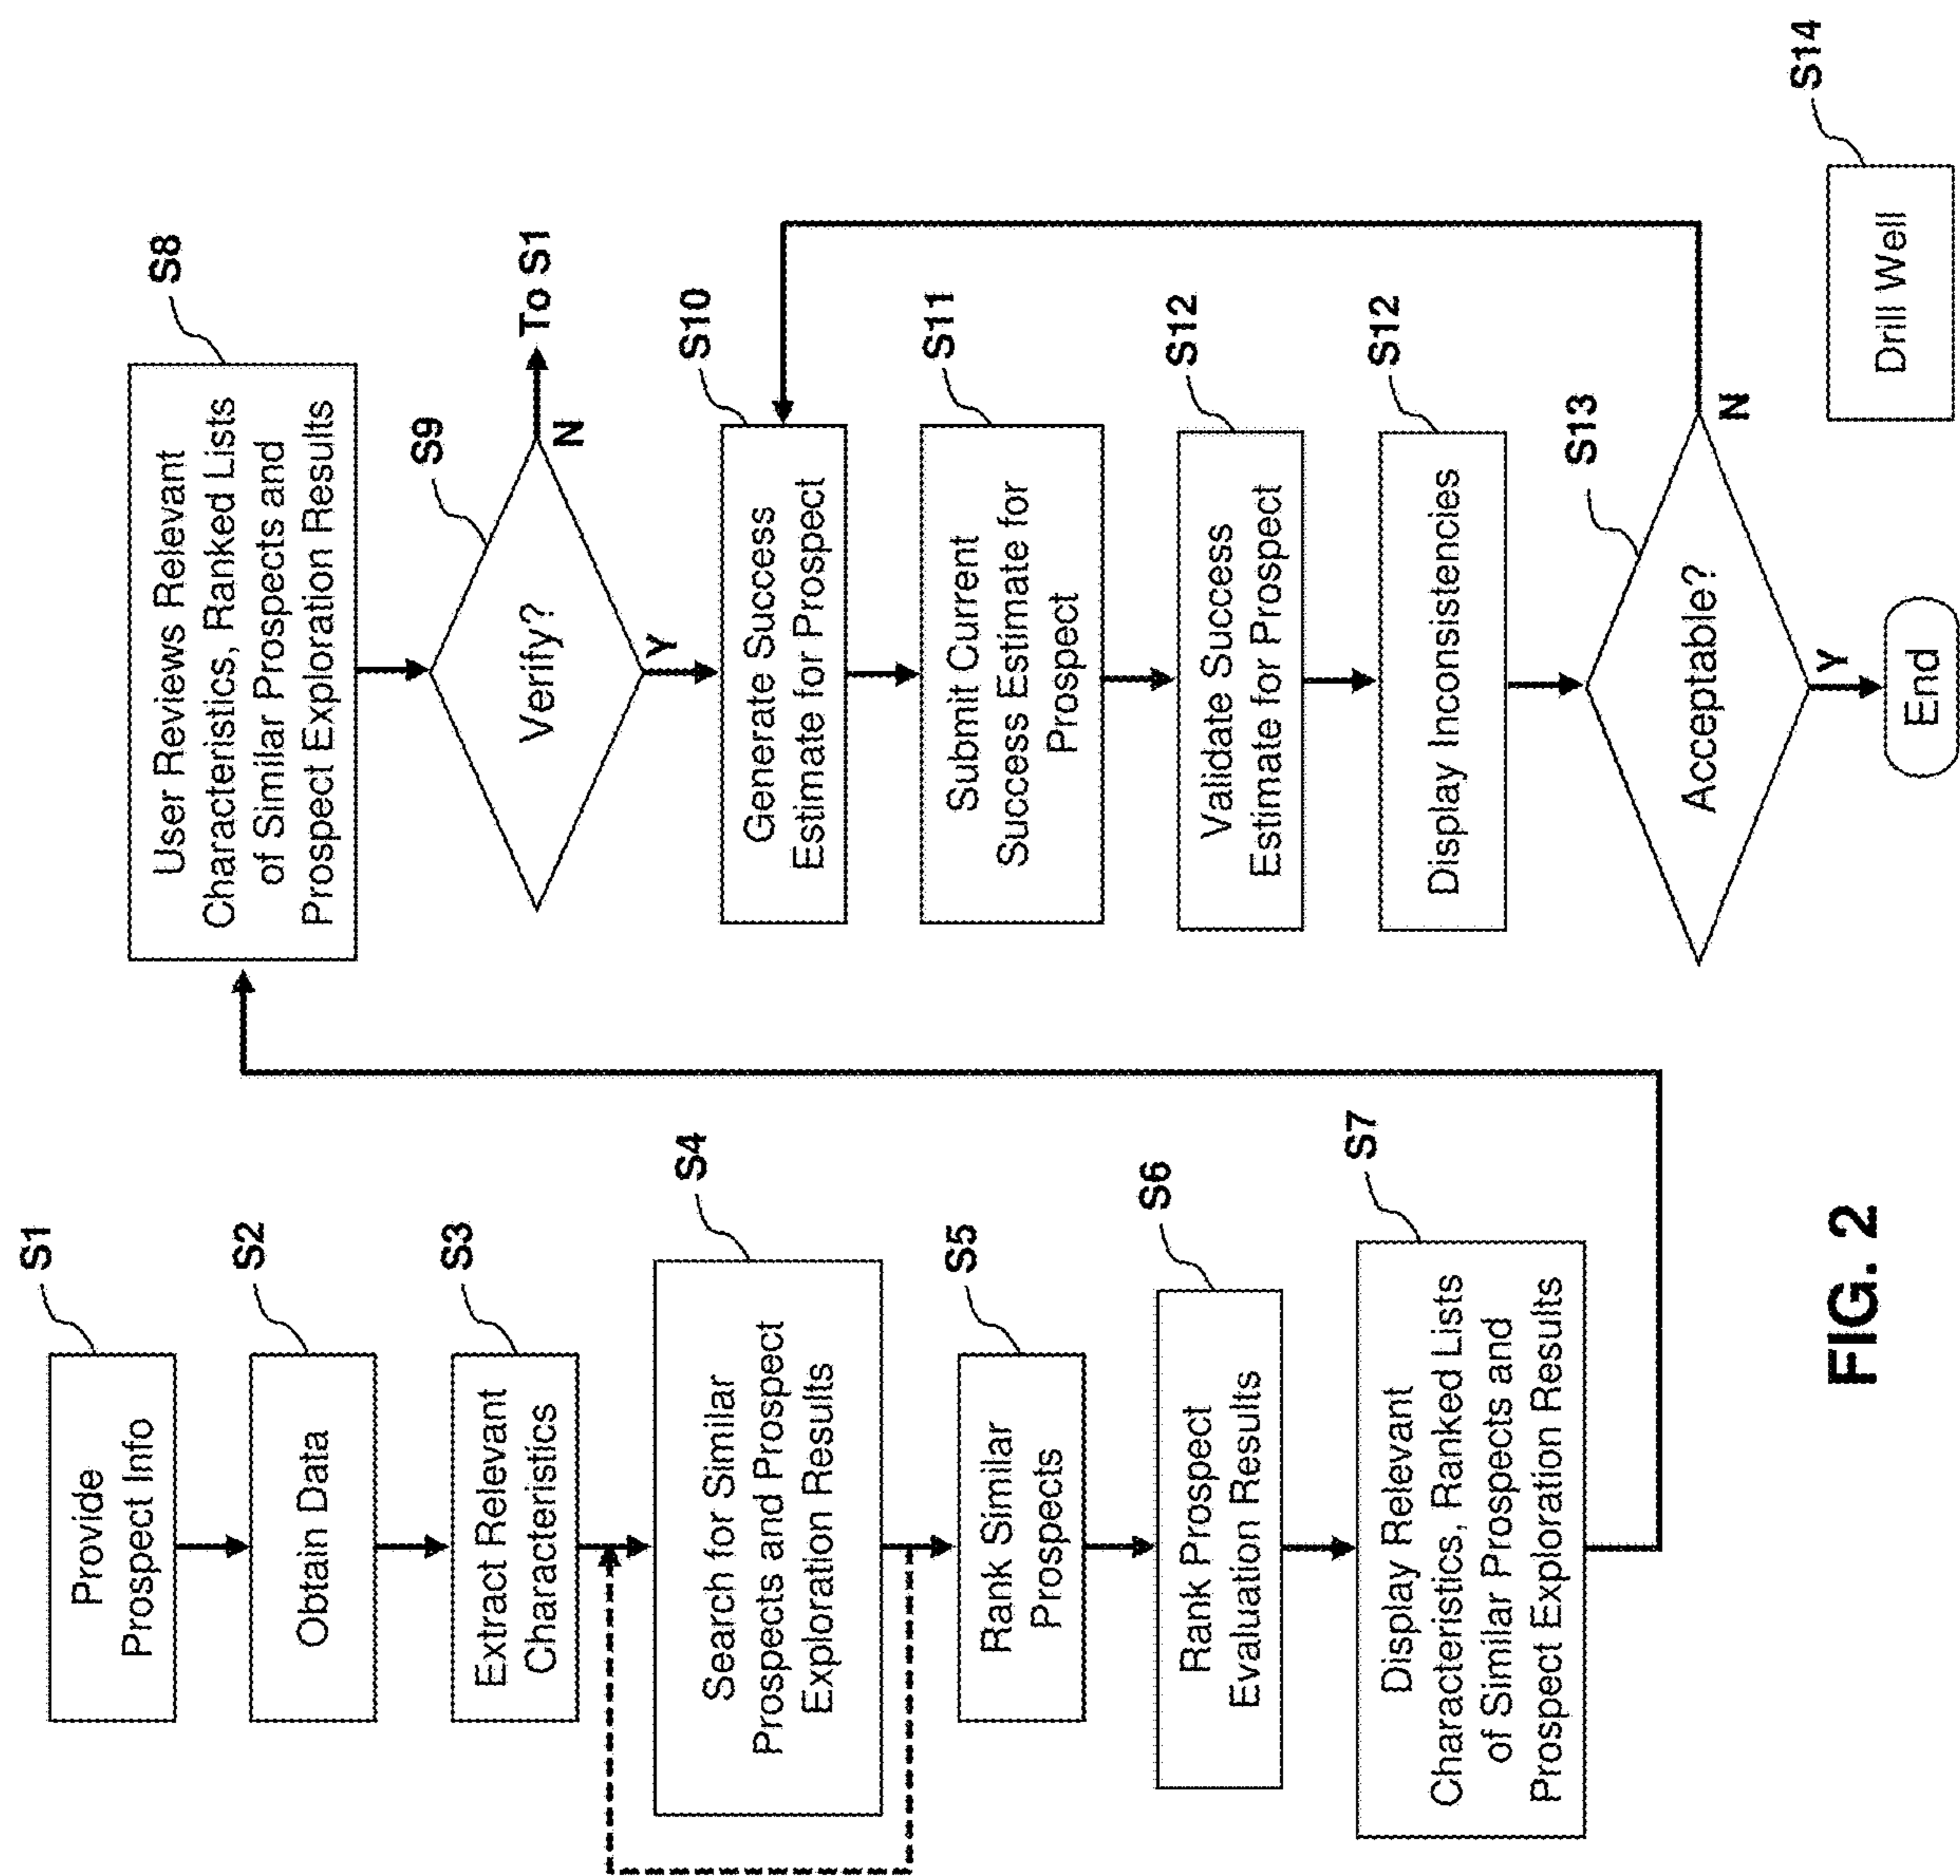 S1
Provide
Prospect Info
S2
Obtain Data
S3
Extract Relevant
Characteristics
S4
Search for Similar
Prospects and Prospect
Exploration Results
S5
Rank Similar
Prospects
S6
Rank Prospect
Evaluation Results
S7
Display Relevant
Characteristics, Ranked Lists
of Similar Prospects and
Prospect Exploration Results
S8
User Reviews Relevant
Characteristics, Ranked Lists
of Similar Prospects and
Prospect Exploration Results
S9
Verify?
N
To S1
Y
S10
Generate Success
Estimate for Prospect
S11
Submit Current
Success Estimate for
Prospect
S12
Validate Success
Estimate for Prospect
S12
Display Inconsistencies
S13
Acceptable?
N
Y
End
S14
Drill Well
FIG. 2